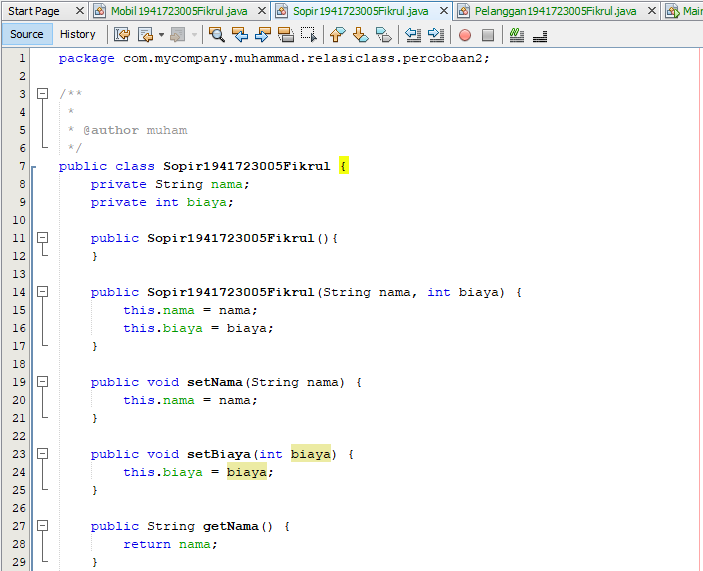 Start Page
Mobil1941723005Fikrul.java
Sopir1941723005Fikrul.java
Pelanggan1941723005Fikrul.java
Mair
Source
History
1 package com.mycompany.muhammad.relasiclass.percobaan2;
2
3 /**
4 *
5 * @author muham
6 */
7 public class Sopir1941723005Fikrul {
8 private String nama;
9 private int biaya;
10
11 public Sopir1941723005Fikrul(){
12 }
13
14 public Sopir1941723005Fikrul(String nama, int biaya) {
15 this.nama = nama;
16 this.biaya = biaya;
17 }
18
19 public void setNama(String nama) {
20 this.nama = nama;
21 }
22
23 public void setBiaya(int biaya) {
24 this.biaya = biaya;
25 }
26
27 public String getNama() {
28 return nama;
29 }